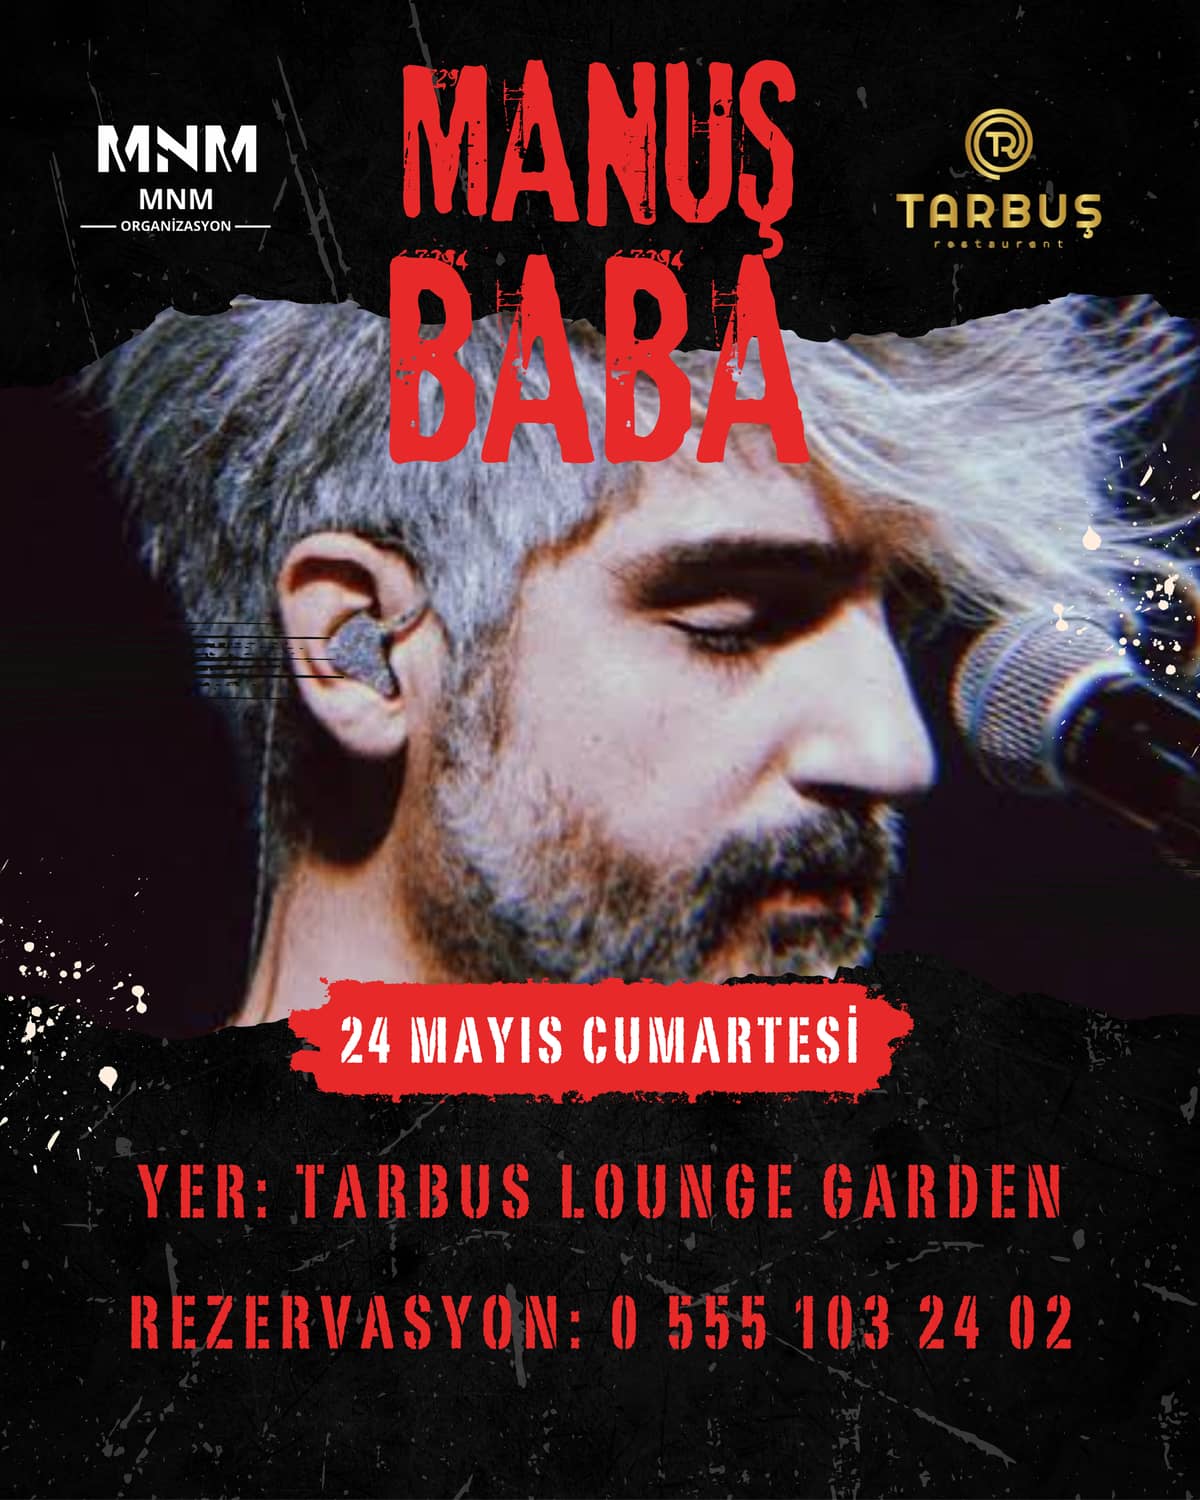 MANUŞ
BABA
MNM
MNM
ORGANİZASYON
TR
TARBUŞ
restaurant
24 MAYIS CUMARTESİ
YER: TARBUS LOUNGE GARDEN
REZERVASYON: 0 555 103 24 02